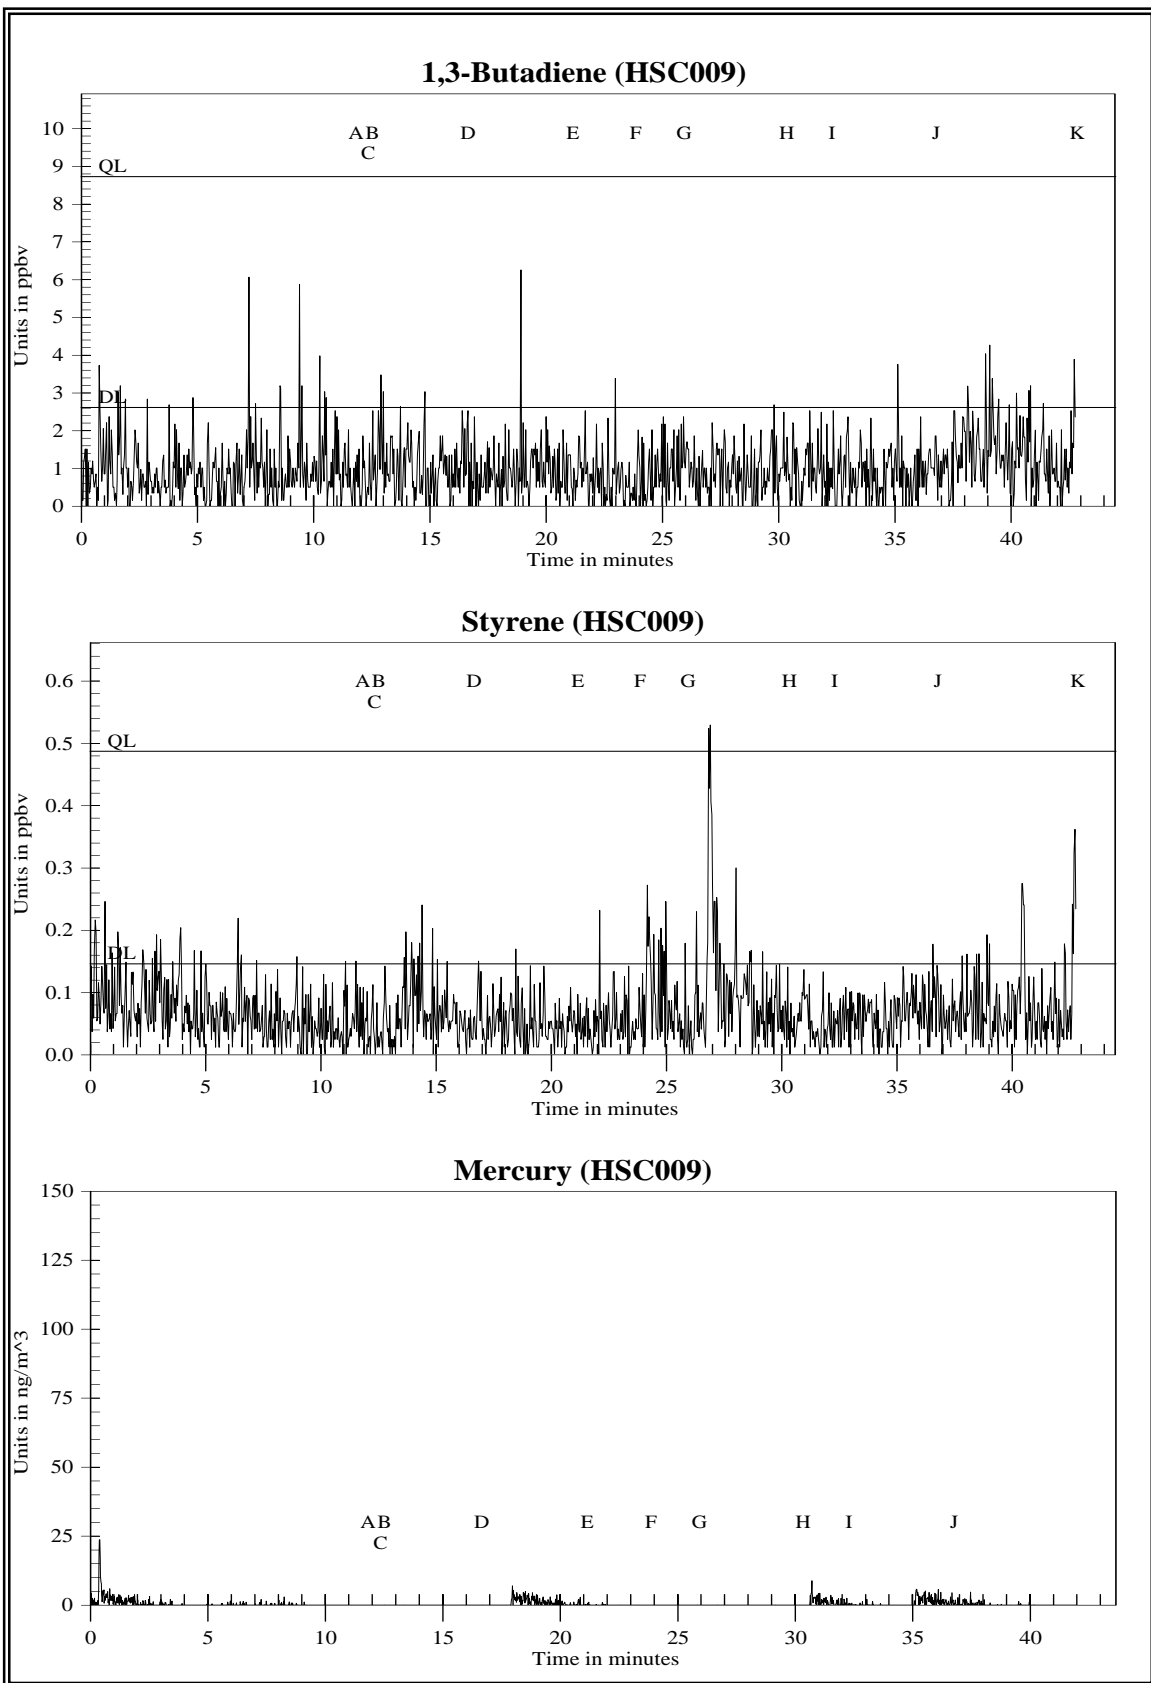 1,3-Butadiene (HSC009)
10
9
8
7
6
5
4
3
2
1
0
Units in ppbv
AB D E F G H I J K
C
QL
DL
0 5 10 15 20 25 30 35 40
Time in minutes
Styrene (HSC009)
0.6
0.5
0.4
0.3
0.2
0.1
0.0
Units in ppbv
AB D E F G H I J K
C
QL
DL
0 5 10 15 20 25 30 35 40
Time in minutes
Mercury (HSC009)
150
125
100
75
50
25
0
Units in ng/m^3
AB D E F G H I J
C
0 5 10 15 20 25 30 35 40
Time in minutes